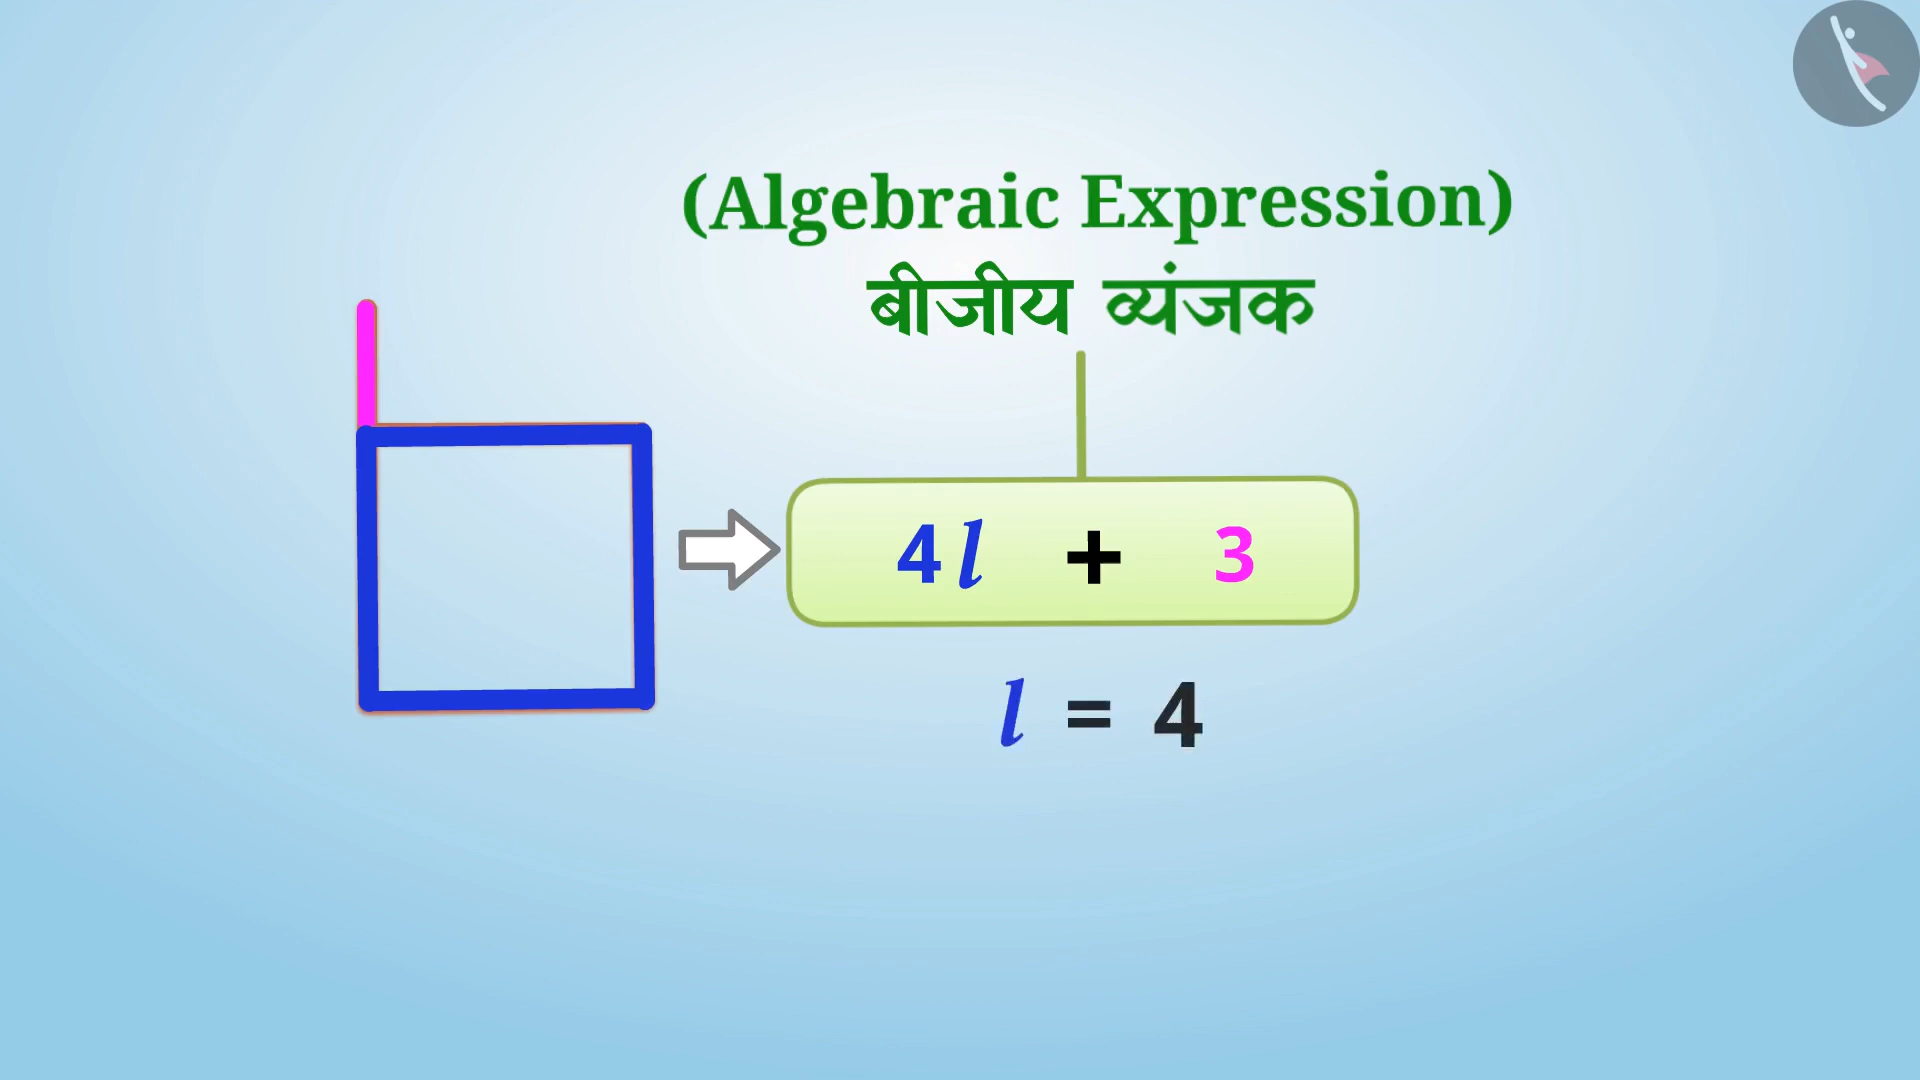 (Algebraic Expression)
बीजीय व्यंजक
4l + 3
l = 4